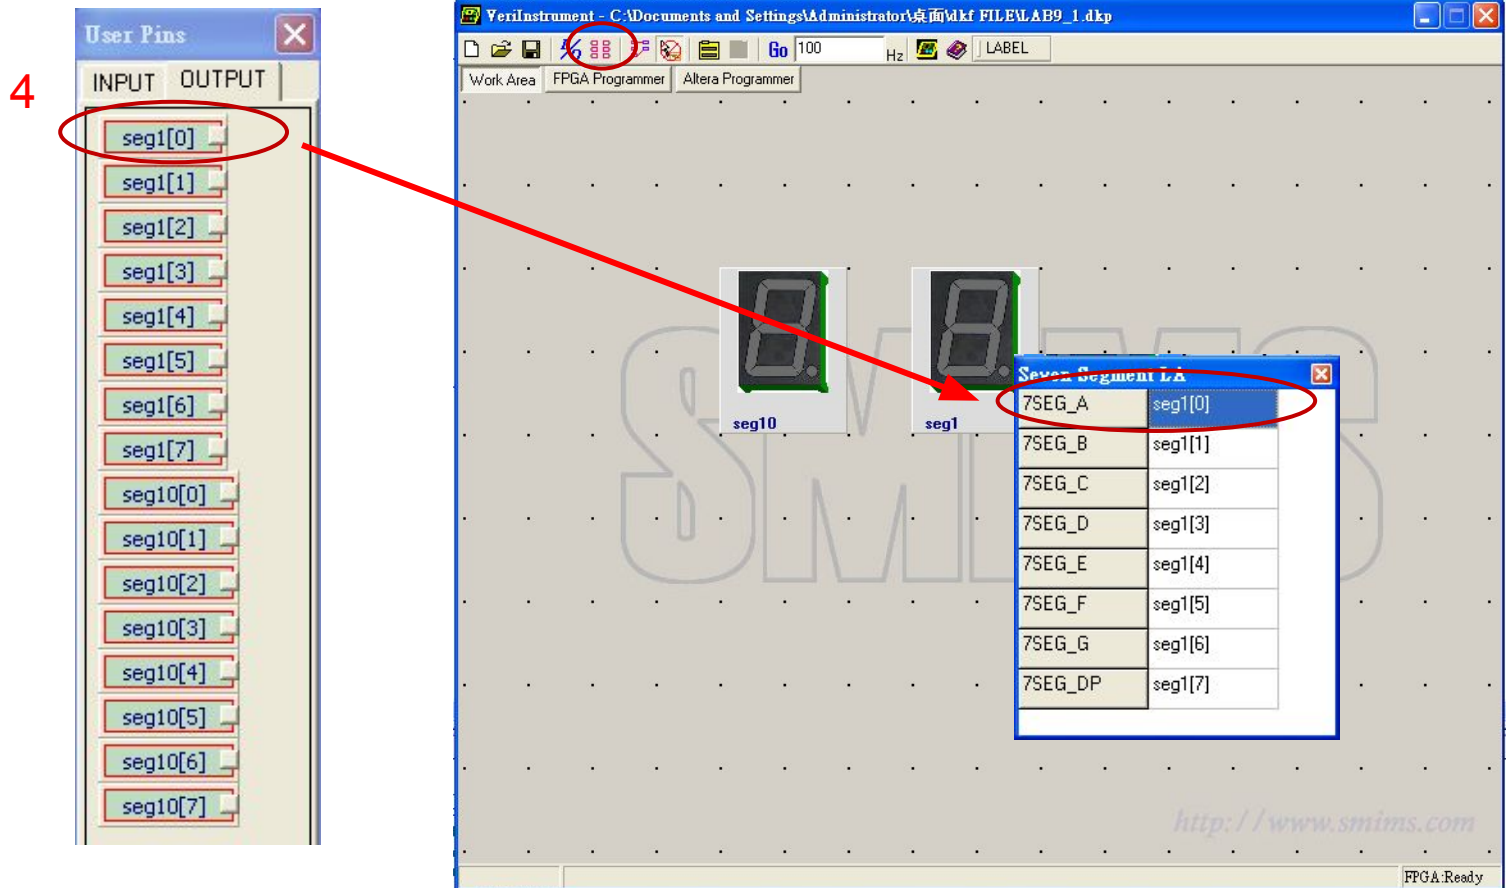 4
User Pins
INPUT OUTPUT
seg1[0]
seg1[1]
seg1[2]
seg1[3]
seg1[4]
seg1[5]
seg1[6]
seg1[7]
seg10[0]
seg10[1]
seg10[2]
seg10[3]
seg10[4]
seg10[5]
seg10[6]
seg10[7]
VeriInstrument - C:\Documents and Settings\Administrator\桌面\dkf FILE\LAB9_1.dkp
Go 100 Hz LABEL
Work Area FPGA Programmer Altera Programmer
SMIMS
seg10
seg1
Seven Segment LA
7SEG_A seg1[0]
7SEG_B seg1[1]
7SEG_C seg1[2]
7SEG_D seg1[3]
7SEG_E seg1[4]
7SEG_F seg1[5]
7SEG_G seg1[6]
7SEG_DP seg1[7]
http://www.smims.com
FPGA:Ready